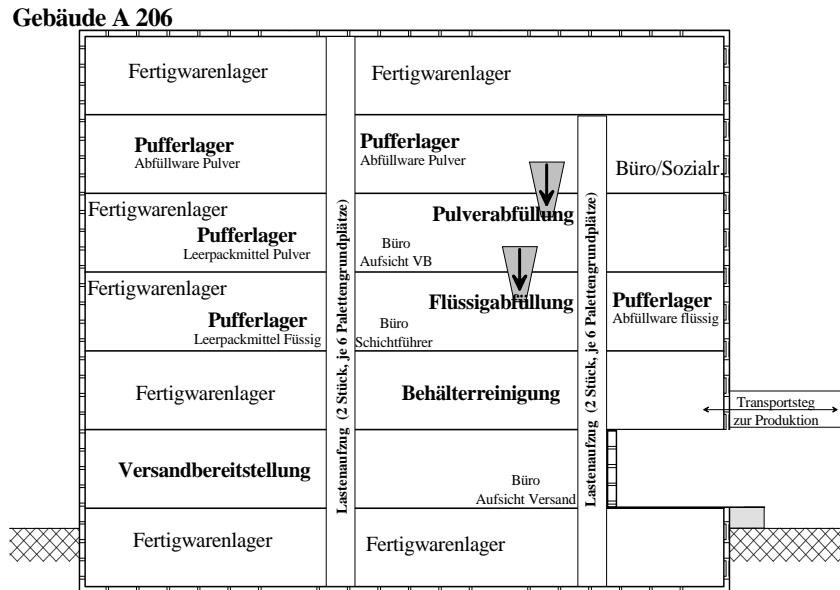 Gebäude A 206
Fertigwarenlager
Fertigwarenlager
Pufferlager
Abfüllware Pulver
Pufferlager
Abfüllware Pulver
Büro/Sozialr.
Fertigwarenlager
Pufferlager
Leerpackmittel Pulver
Büro
Aufsicht VB
Pulverabfüllung
Fertigwarenlager
Pufferlager
Leerpackmittel Füssig
Büro
Schichtführer
Flüssigabfüllung
Pufferlager
Abfüllware flüssig
Fertigwarenlager
Behälterreinigung
Transportsteg
zur Produktion
Versandbereitstellung
Büro
Aufsicht Versand
Fertigwarenlager
Fertigwarenlager
Lastenaufzug (2 Stück, je 6 Palettengrundplätze)
Lastenaufzug (2 Stück, je 6 Palettengrundplätze)